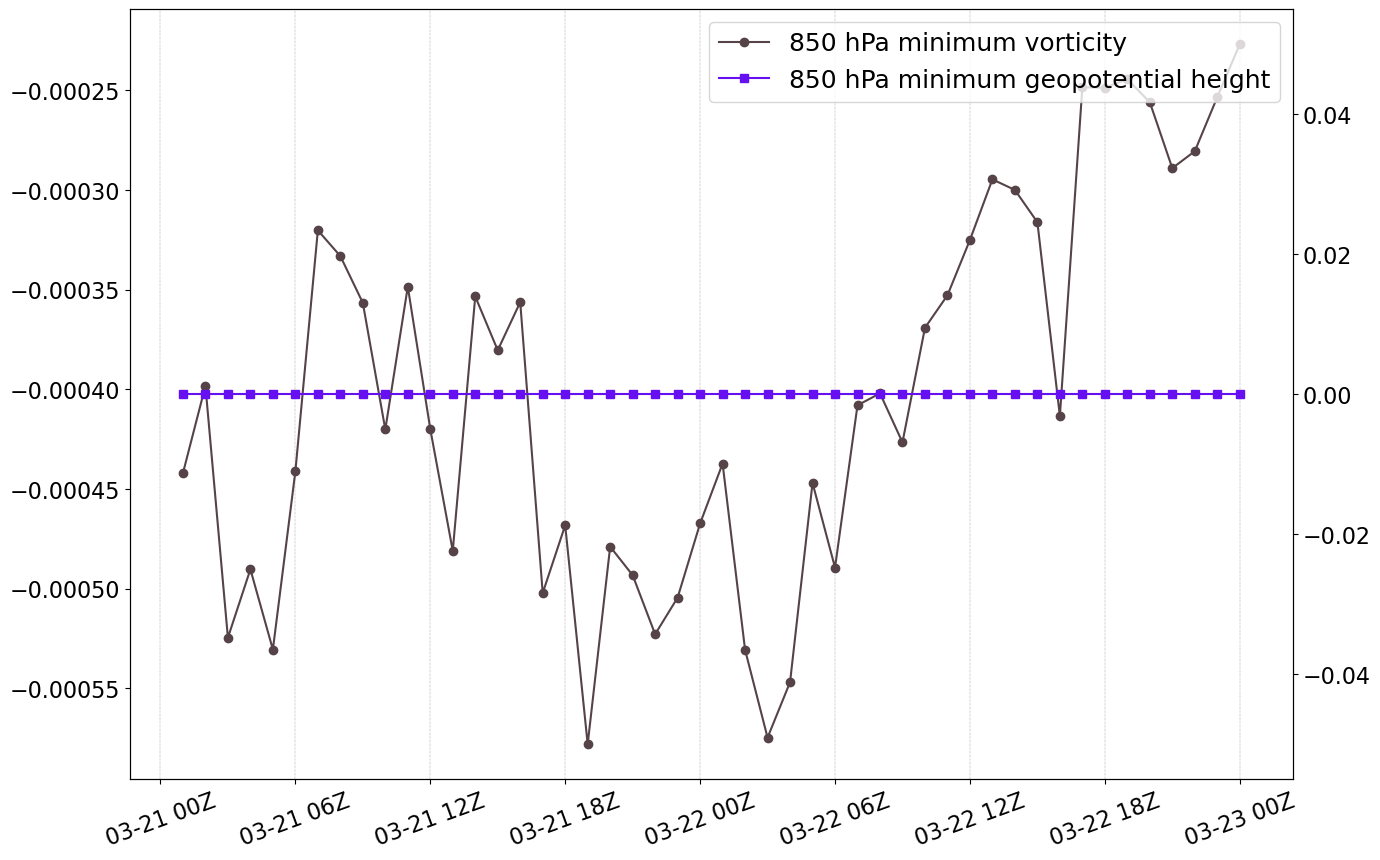 850 hPa minimum vorticity
850 hPa minimum geopotential height
−0.00025
−0.00030
−0.00035
−0.00040
−0.00045
−0.00050
−0.00055
0.04
0.02
0.00
−0.02
−0.04
03-21 00Z
03-21 06Z
03-21 12Z
03-21 18Z
03-22 00Z
03-22 06Z
03-22 12Z
03-22 18Z
03-23 00Z